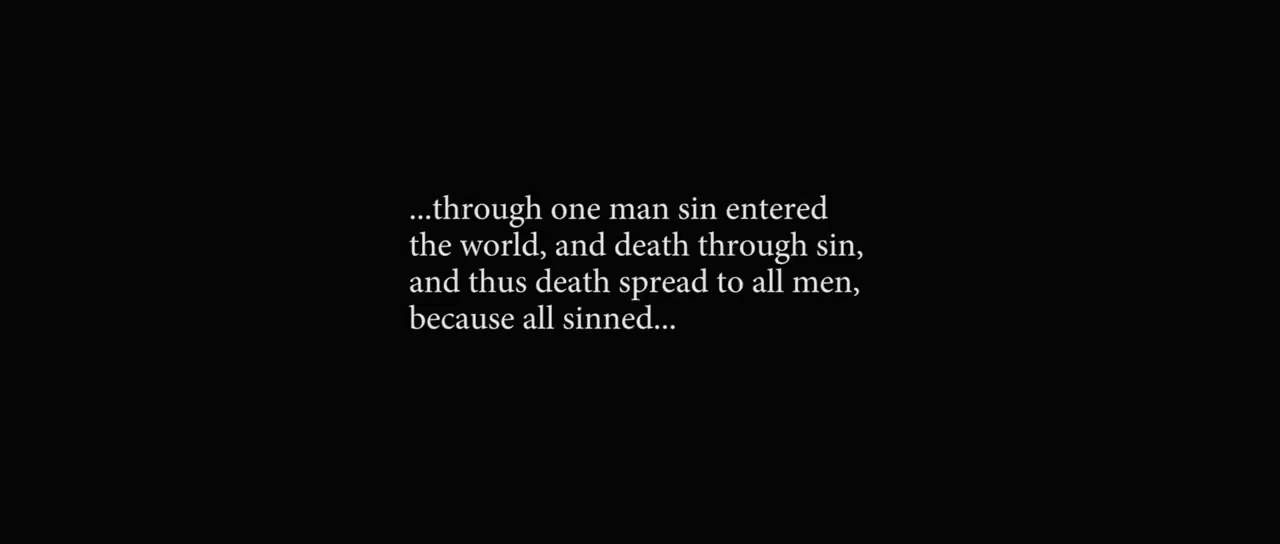 ...through one man sin entered
the world, and death through sin,
and thus death spread to all men,
because all sinned...